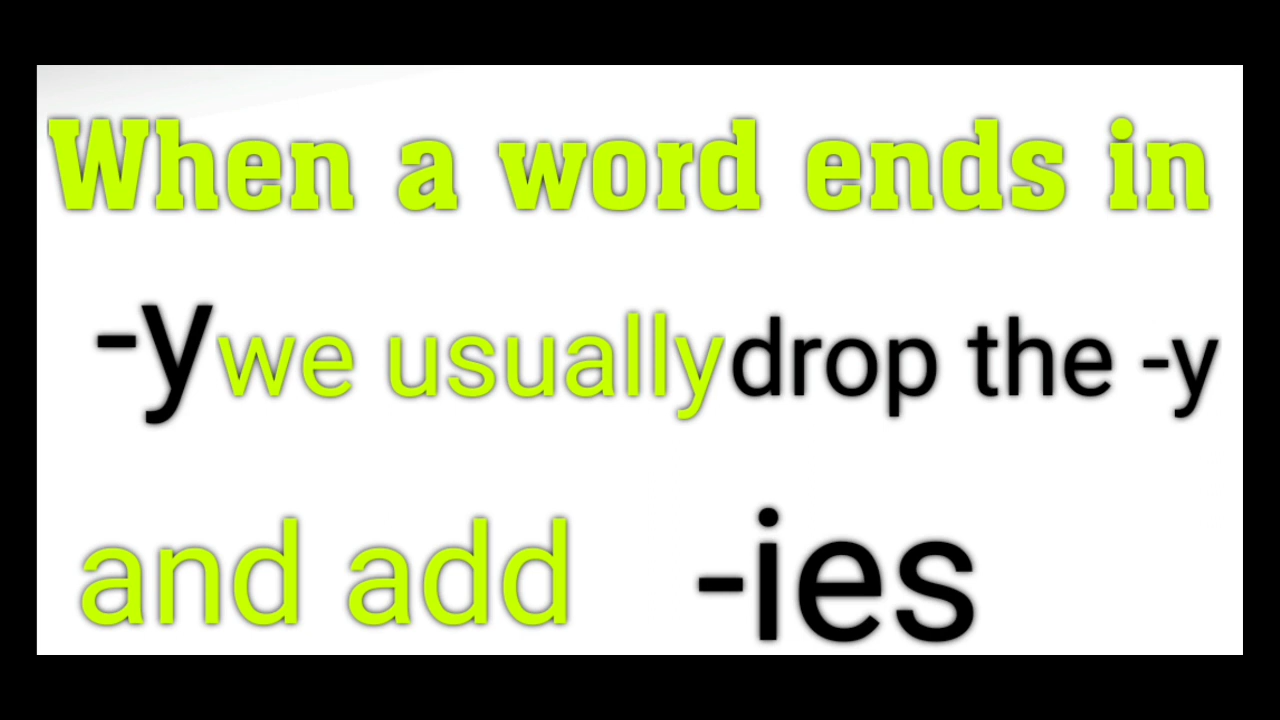 When a word ends in
-y we usually drop the -y
and add -ies